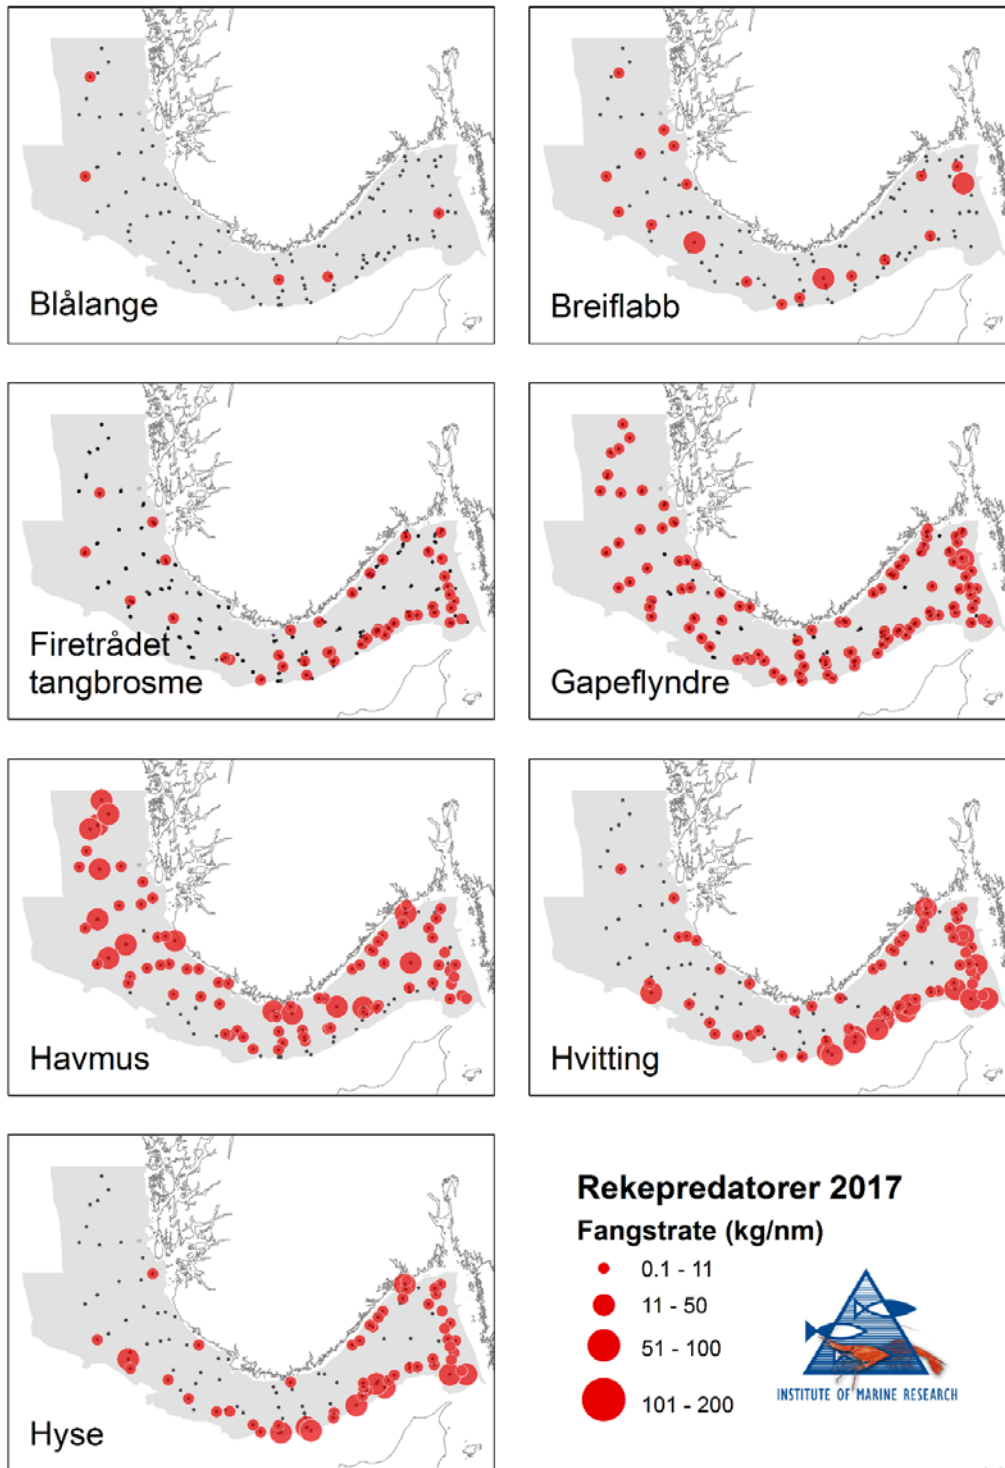 Blålange
Breiflabb
Firetrådet
tangbrosme
Gapeflyndre
Havmus
Hvitting
Hyse
Rekepredatorer 2017
Fangstrate (kg/nm)
0.1 - 11
11 - 50
51 - 100
101 - 200
INSTITUTE OF MARINE RESEARCH